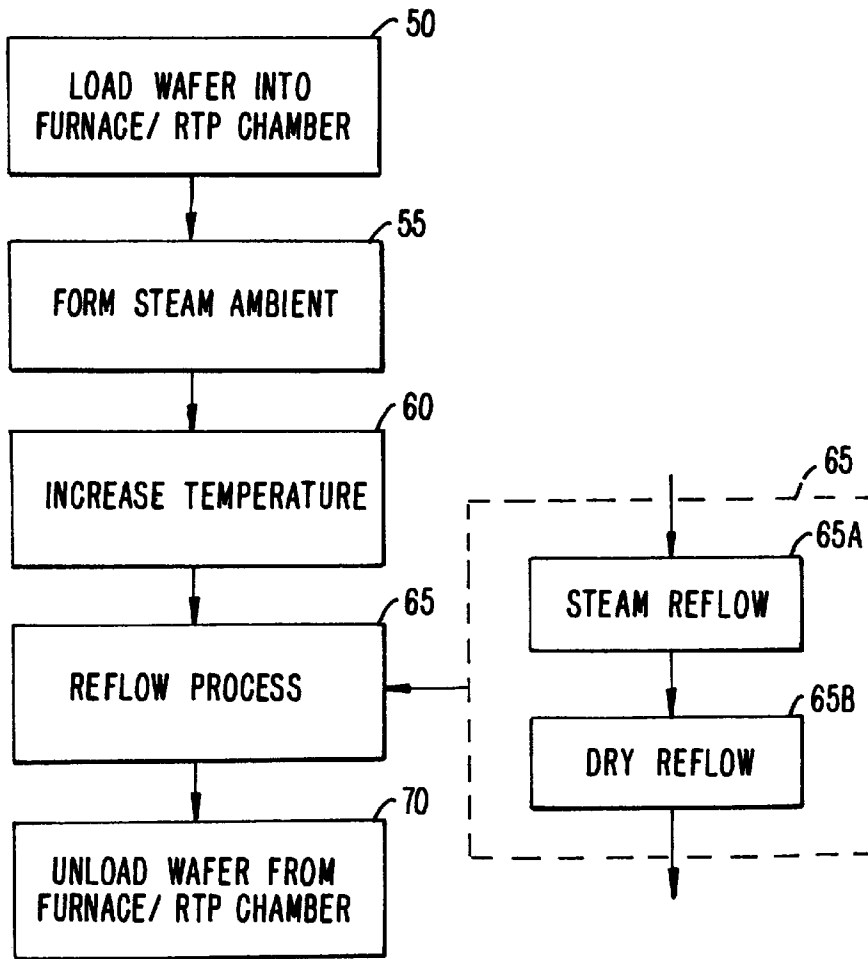 50
LOAD WAFER INTO
FURNACE/ RTP CHAMBER
55
FORM STEAM AMBIENT
60
INCREASE TEMPERATURE
65
REFLOW PROCESS
70
UNLOAD WAFER FROM
FURNACE/ RTP CHAMBER
65
65A
STEAM REFLOW
65B
DRY REFLOW